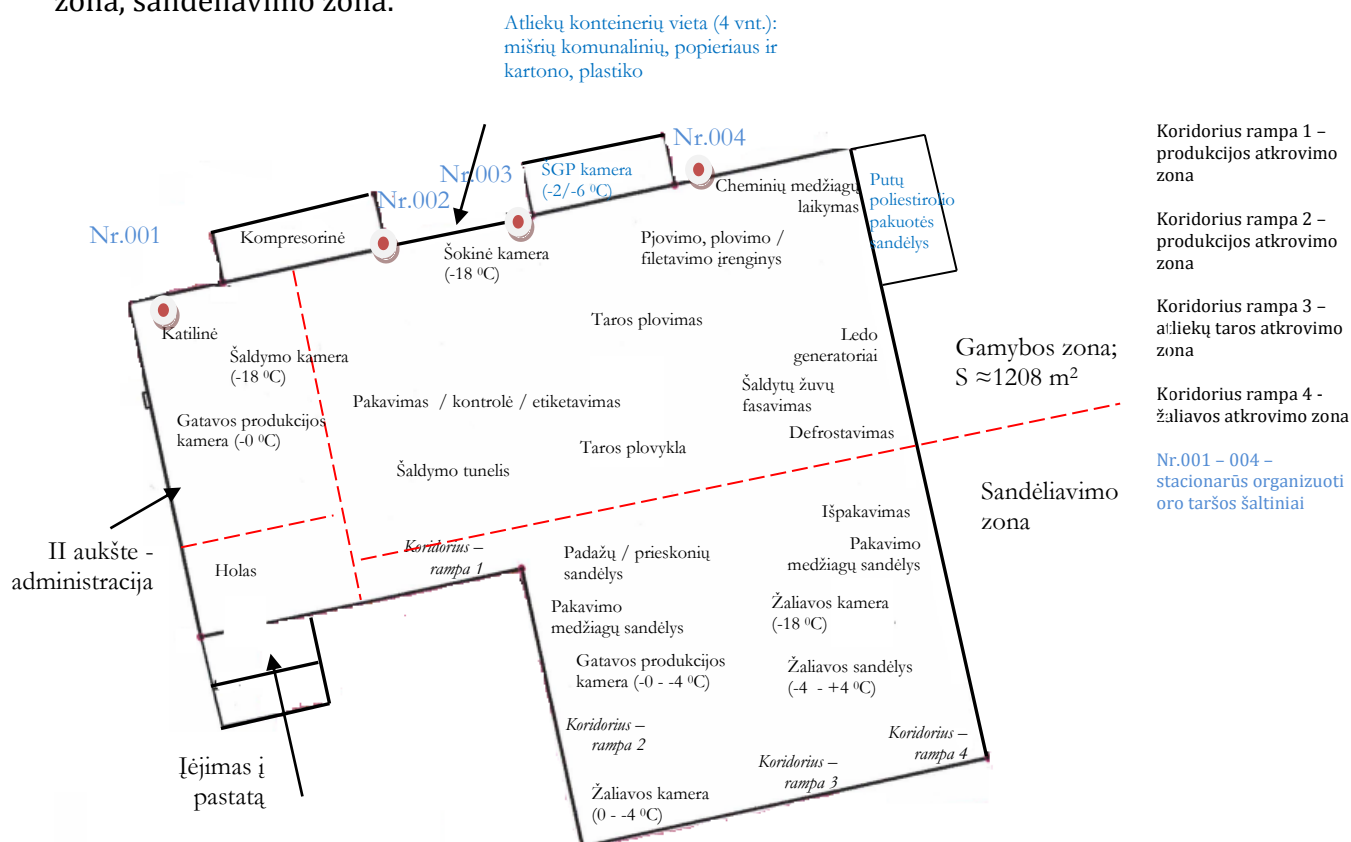 zona, sandėliavimo zona.
Atliekų konteinerių vieta (4 vnt.):
mišrių komunalinių, popieriaus ir
kartono, plastiko
Nr.004
Nr.003
ŠGP kamera
(-2/-6 ⁰C)
Nr.002
Nr.001
Kompresorinė
Cheminių medžiagų
laikymas
Putų
poliestirolio
pakuotės
sandėlys
Šokinė kamera
(-18 ⁰C)
Pjovimo, plovimo /
filetavimo įrenginys
Katilinė
Šaldymo kamera
(-18 ⁰C)
Taros plovimas
Ledo
generatoriai
Gamybos zona;
S ≈1208 m²
Šaldytų žuvų
fasavimas
Pakavimas / kontrolė / etiketavimas
Gatavos produkcijos
kamera (-0 ⁰C)
Defrostavimas
Taros plovykla
Šaldymo tunelis
Sandėliavimo
zona
Išpakavimas
II aukšte -
administracija
Holas
Koridorius –
rampa 1
Padažų / prieskonių
sandėlys
Pakavimo
medžiagų sandėlys
Pakavimo
medžiagų sandėlys
Žaliavos kamera
(-18 ⁰C)
Gatavos produkcijos
kamera (-0 - -4 ⁰C)
Žaliavos sandėlys
(-4 - +4 ⁰C)
Koridorius –
rampa 2
Koridorius –
rampa 4
Koridorius –
rampa 3
Įėjimas į
pastatą
Žaliavos kamera
(0 - -4 ⁰C)
Koridorius rampa 1 –
produkcijos atkrovimo
zona
Koridorius rampa 2 –
produkcijos atkrovimo
zona
Koridorius rampa 3 –
atliekų taros atkrovimo
zona
Koridorius rampa 4 -
žaliavos atkrovimo zona
Nr.001 – 004 –
stacionarūs organizuoti
oro taršos šaltiniai